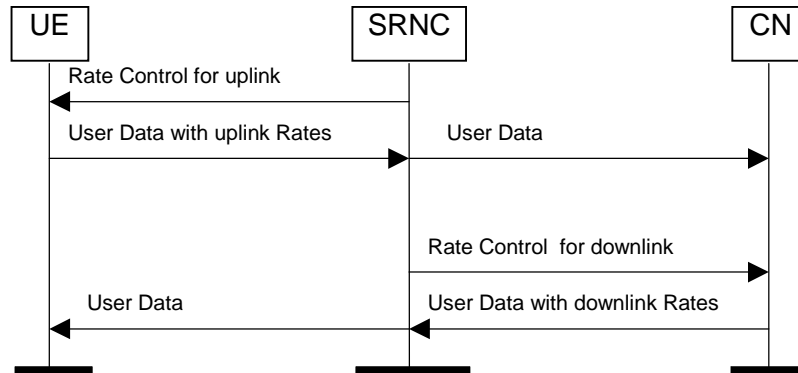 UE
SRNC
CN
Rate Control for uplink
User Data with uplink Rates
User Data
Rate Control for downlink
User Data
User Data with downlink Rates